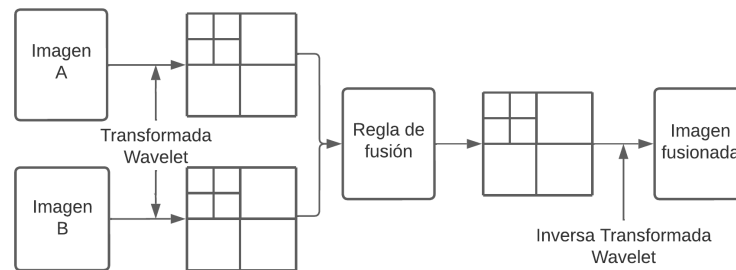 Imagen
A
Transformada
Wavelet
Imagen
B
Regla de
fusión
Imagen
fusionada
Inversa Transformada
Wavelet